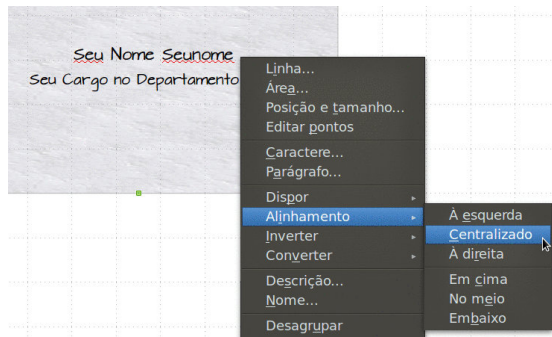 Seu Nome Seunome
Seu Cargo no Departamento
Linha...
Área...
Posição e tamanho...
Editar pontos
Caractere...
Parágrafo...
Dispor
Alinhamento
Inverter
Converter
Descrição...
Nome...
Desagrupar
À esquerda
Centralizado
À direita
Em cima
No meio
Embaixo